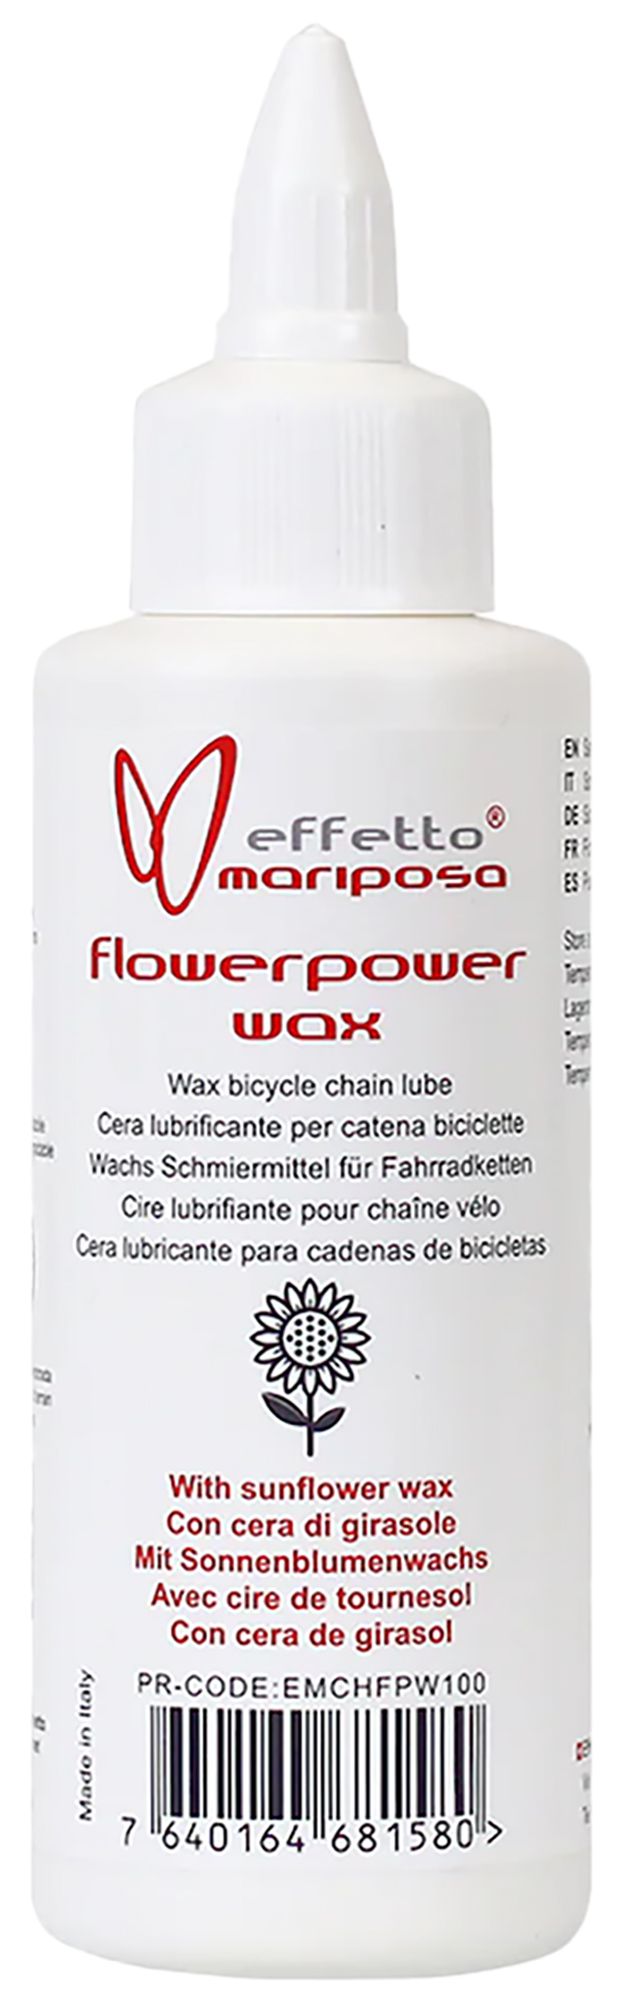 effetto®
mariposa
flowerpower
wax
Wax bicycle chain lube
Cera lubrificante per catena biciclette
Wachs Schmiermittel für Fahrradketten
Cire lubrifiante pour chaîne vélo
Cera lubricante para cadenas de bicicletas
With sunflower wax
Con cera di girasole
Mit Sonnenblumenwachs
Avec cire de tournesol
Con cera de girasol
PR-CODE:EMCHFPW100
Made in Italy
7 640164 681580 >
EN
IT
DE
FR
ES